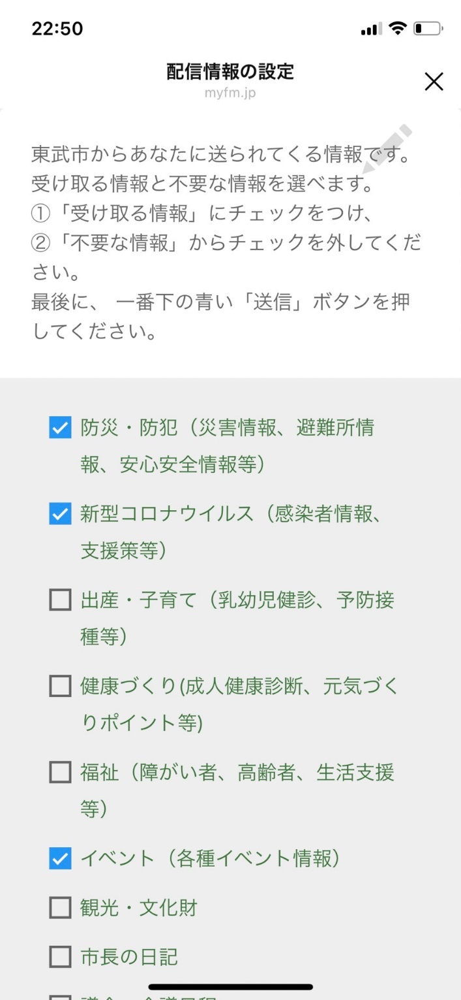 22:50
配信情報の設定
myfm.jp
東武市からあなたに送られてくる情報です。
受け取る情報と不要な情報を選べます。
①「受け取る情報」にチェックをつけ、
②「不要な情報」からチェックを外してくだ
さい。
最後に、 一番下の青い「送信」ボタンを押
してください。
防災・防犯（災害情報、避難所情
報、安心安全情報等）
新型コロナウイルス（感染者情報、
支援策等）
出産・子育て（乳幼児健診、予防接
種等）
健康づくり(成人健康診断、元気づく
りポイント等)
福祉（障がい者、高齢者、生活支援
等）
イベント（各種イベント情報）
観光・文化財
市長の日記